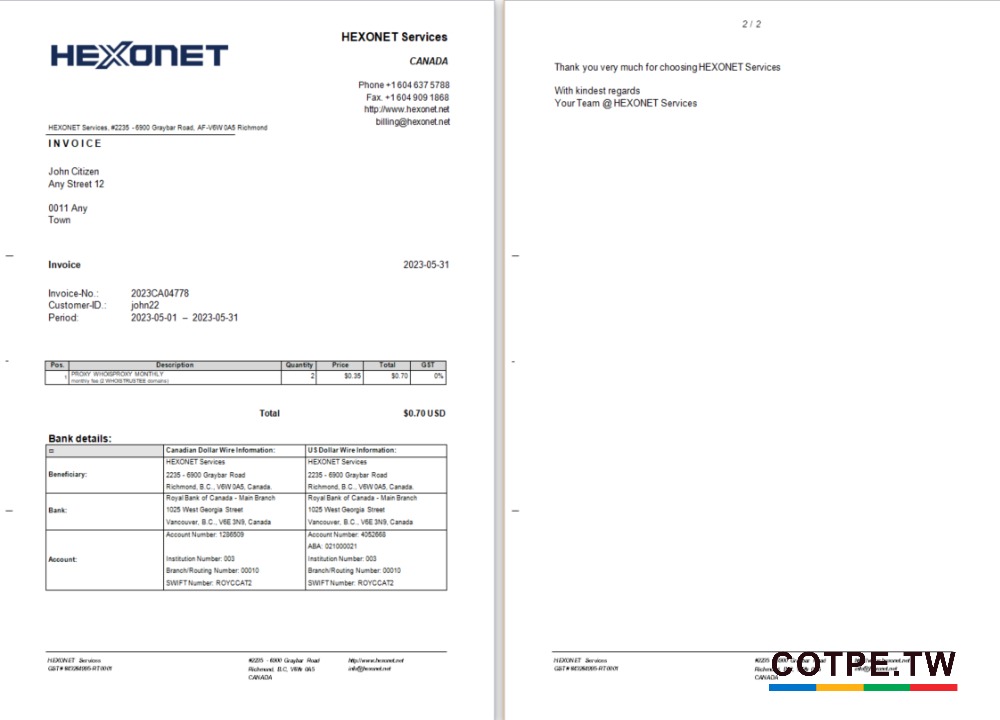 HEXONET
HEXONET Services
CANADA
Phone +1 604 637 5788
Fax. +1 604 909 1868
http://www.hexonet.net
billing@hexonet.net
HEXONET Services, #2235 - 6900 Graybar Road, AF-V6W 0A5 Richmond
INVOICE
John Citizen
Any Street 12
0011 Any
Town
Invoice 2023-05-31
Invoice-No.: 2023CA04778
Customer-ID.: john22
Period: 2023-05-01 – 2023-05-31
Pos. Description Quantity Price Total GST
1 PROXY WHOISPROXY MONTHLY 2 $0.35 $0.70 0%
monthly fee (2 WHOISTRUSTEE domains)
Total $0.70 USD
Bank details:
Canadian Dollar Wire Information: US Dollar Wire Information:
HEXONET Services HEXONET Services
Beneficiary: 2235 - 6900 Graybar Road 2235 - 6900 Graybar Road
Richmond, B.C., V6W 0A5, Canada. Richmond, B.C., V6W 0A5, Canada.
Royal Bank of Canada - Main Branch Royal Bank of Canada - Main Branch
Bank: 1025 West Georgia Street 1025 West Georgia Street
Vancouver, B.C., V6E 3N9, Canada Vancouver, B.C., V6E 3N9, Canada
Account Number: 1286509 Account Number: 4052668
ABA: 021000021
Account: Institution Number: 003 Institution Number: 003
Branch/Routing Number: 00010 Branch/Routing Number: 00010
SWIFT Number: ROYCCAT2 SWIFT Number: ROYCCAT2
HEXONET Services #2235 - 6900 Graybar Road http://www.hexonet.net
GST# Richmond, B.C, V6W 0A5 info@hexonet.net
CANADA
2 / 2
Thank you very much for choosing HEXONET Services
With kindest regards
Your Team @ HEXONET Services
HEXONET Services #2235 - 6900 Graybar Road
GST# Richmond, B.C, V6W 0A5
CANADA
COTPE.TW